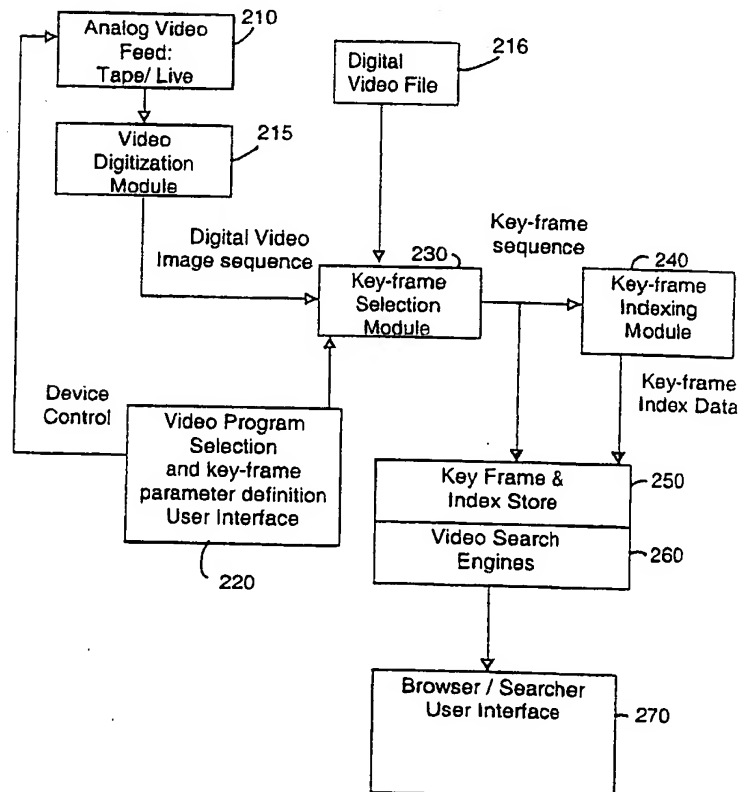 Analog Video
Feed:
Tape/ Live
210
Video
Digitization
Module
215
Digital
Video File
216
Digital Video
Image sequence
Key-frame
Selection
Module
230
Key-frame
sequence
Key-frame
Indexing
Module
240
Device
Control
Video Program
Selection
and key-frame
parameter definition
User Interface
220
Key-frame
Index Data
Key Frame &
Index Store
250
Video Search
Engines
260
Browser / Searcher
User Interface
270